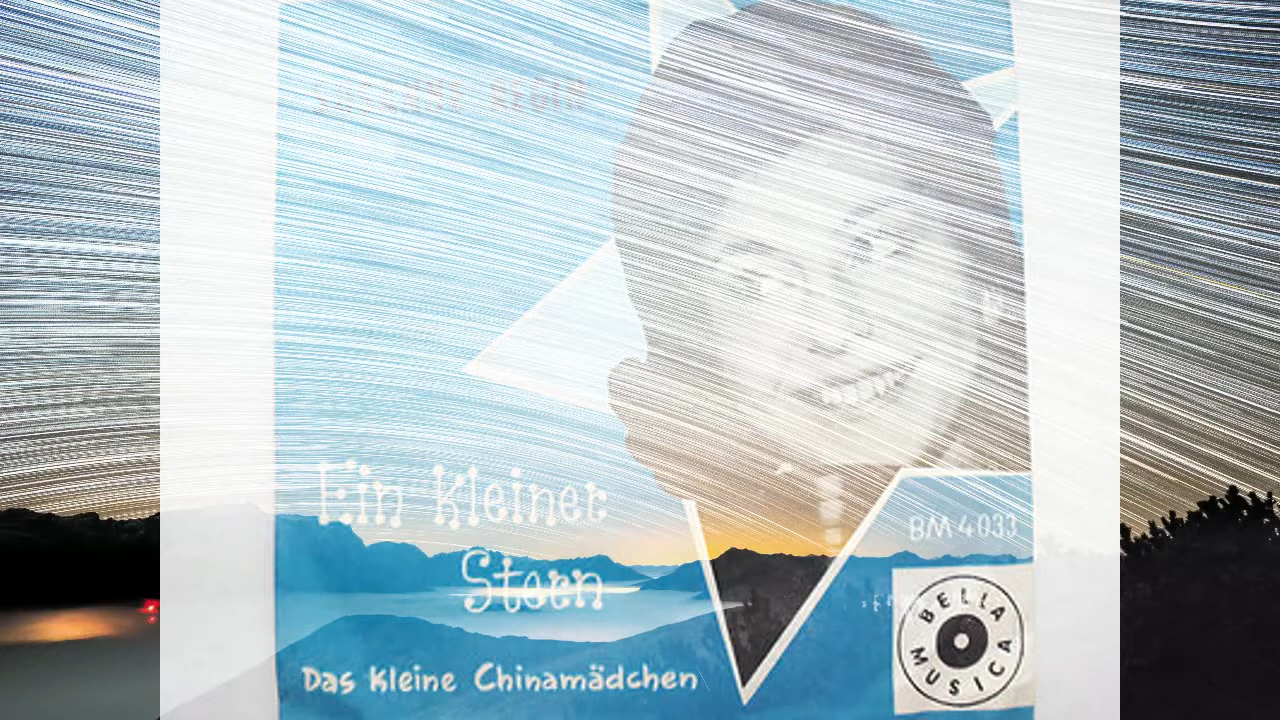 Ein Kleiner
Stern
BM 4033
BELLA
MUSICA
Das Kleine Chinamädchen